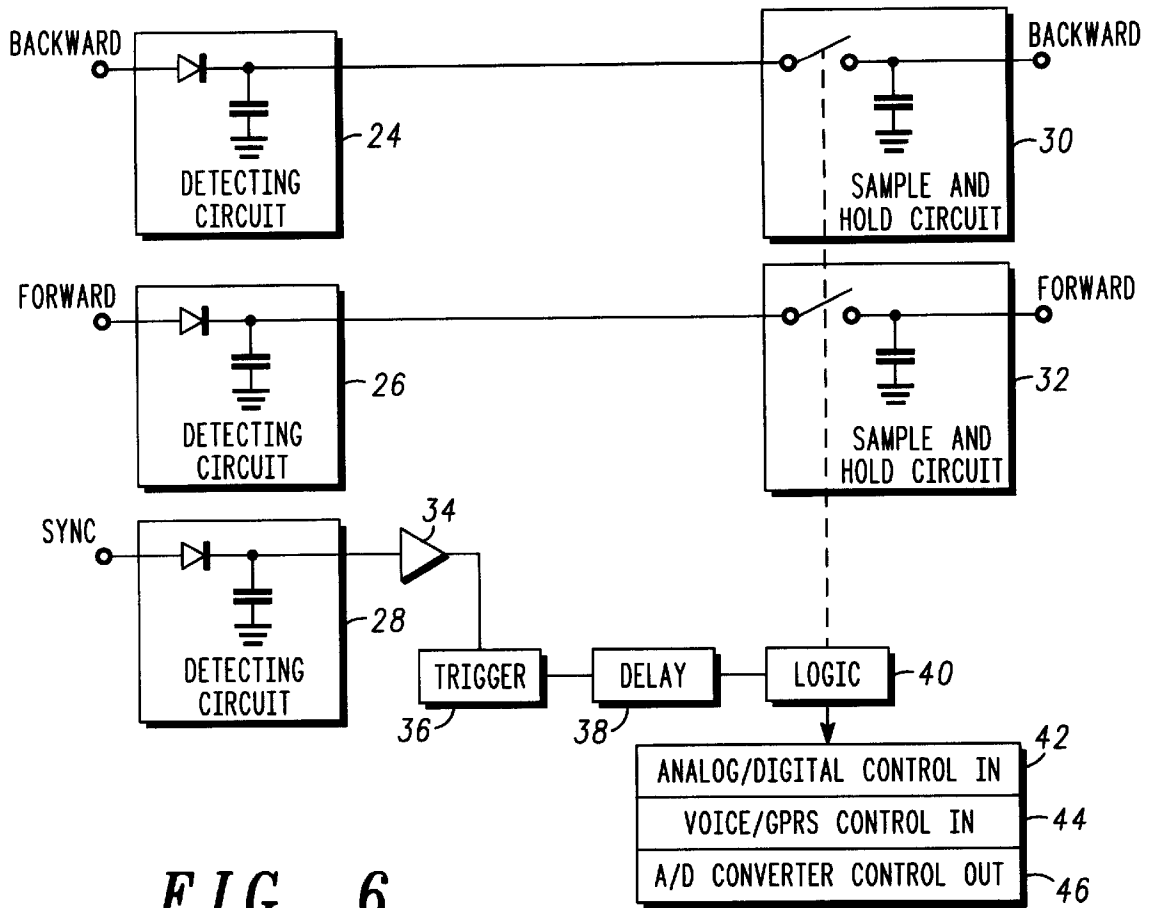 BACKWARD
BACKWARD
24
30
DETECTING
CIRCUIT
SAMPLE AND
HOLD CIRCUIT
FORWARD
FORWARD
26
32
DETECTING
CIRCUIT
SAMPLE AND
HOLD CIRCUIT
SYNC
34
28
DETECTING
CIRCUIT
TRIGGER
DELAY
LOGIC
40
36
38
42
ANALOG/DIGITAL CONTROL IN
VOICE/GPRS CONTROL IN
44
A/D CONVERTER CONTROL OUT
46
FIG. 6